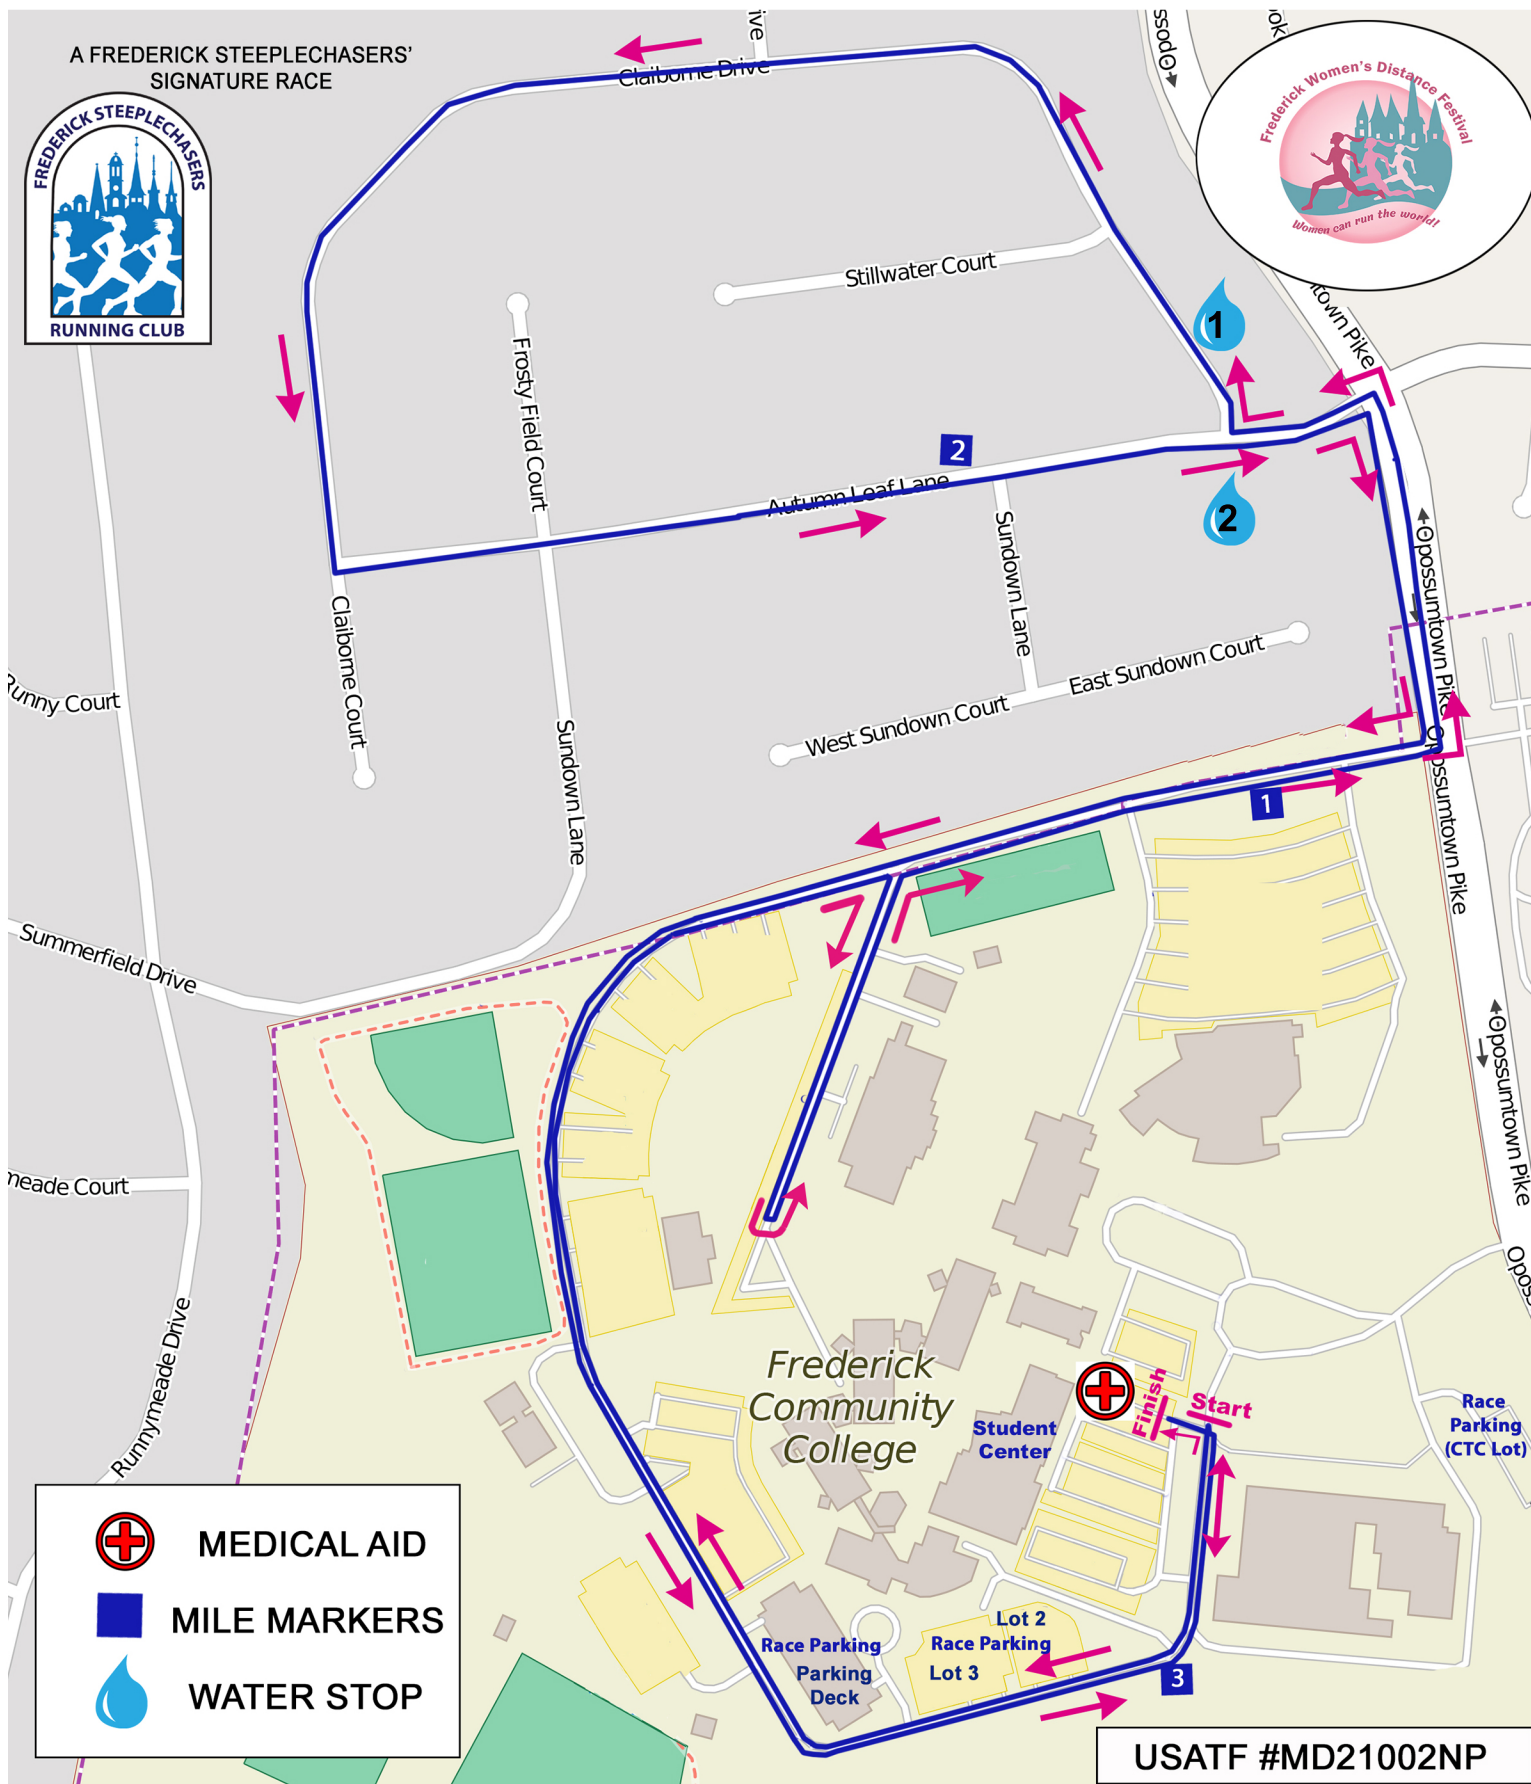 A FREDERICK STEEPLECHASERS'
SIGNATURE RACE
FREDERICK STEEPLECHASERS
RUNNING CLUB
ive
Claiborne Drive
Frederick Women's Distance Festival
Women can run the world!
Stillwater Court
1
town Pike
Frosty Field Court
2
Autumn Leaf Lane
2
Sundown Lane
Opossumtown Pike
Claiborne Court
East Sundown Court
West Sundown Court
Runny Court
Sundown Lane
1
Opossumtown Pike
Summerfield Drive
Opossumtown Pike
meade Court
Runnymeade Drive
Frederick
Community
College
Student
Center
Finish
Start
Race
Parking
(CTC Lot)
MEDICAL AID
MILE MARKERS
WATER STOP
Race Parking
Parking
Deck
Lot 2
Race Parking
Lot 3
3
USATF #MD21002NP